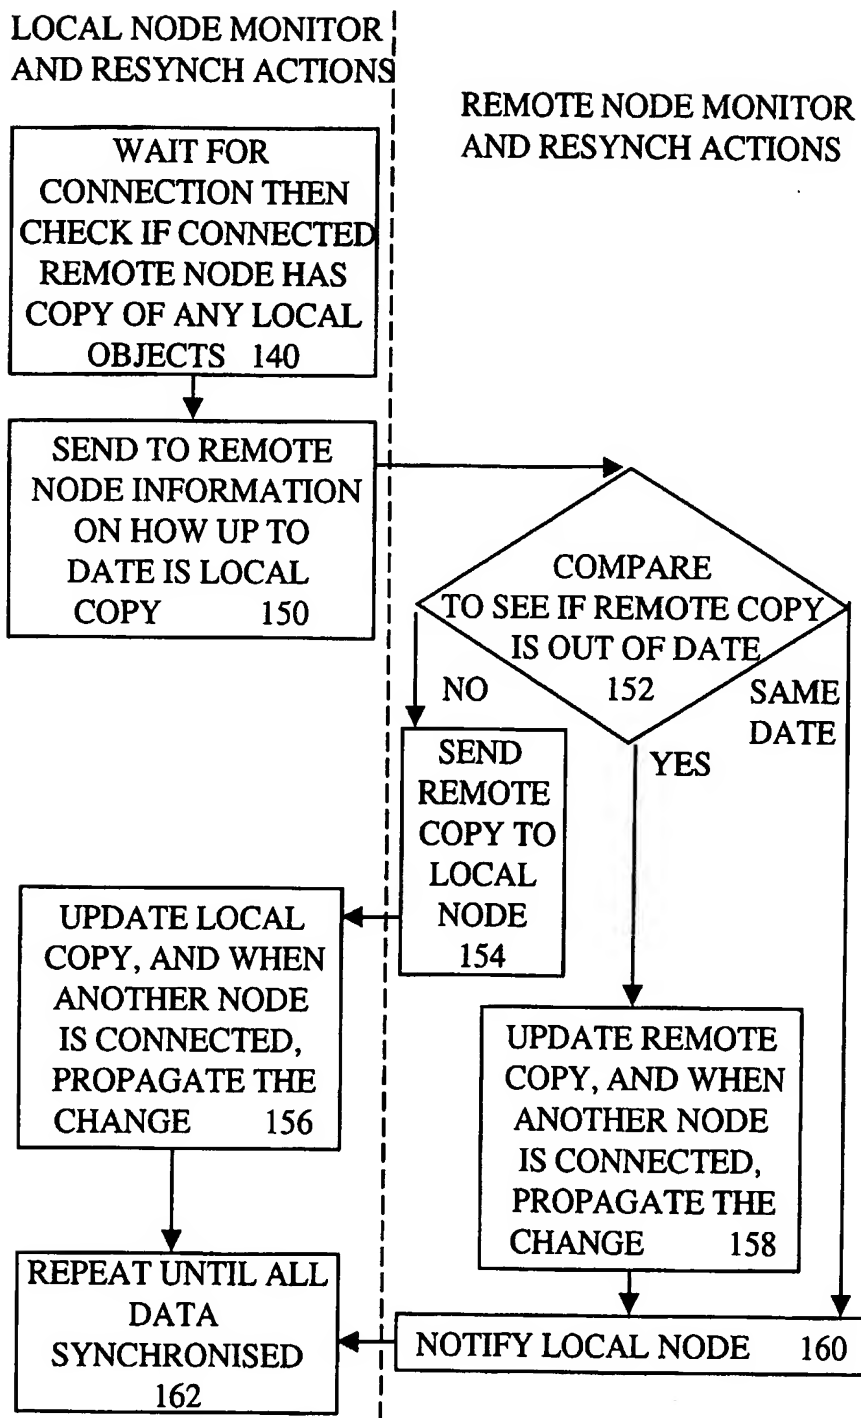 LOCAL NODE MONITOR
AND RESYNCH ACTIONS
REMOTE NODE MONITOR
AND RESYNCH ACTIONS
WAIT FOR
CONNECTION THEN
CHECK IF CONNECTED
REMOTE NODE HAS
COPY OF ANY LOCAL
OBJECTS 140
SEND TO REMOTE
NODE INFORMATION
ON HOW UP TO
DATE IS LOCAL
COPY 150
COMPARE
TO SEE IF REMOTE COPY
IS OUT OF DATE
152
NO
YES
SAME
DATE
SEND
REMOTE
COPY TO
LOCAL
NODE
154
UPDATE LOCAL
COPY, AND WHEN
ANOTHER NODE
IS CONNECTED,
PROPAGATE THE
CHANGE 156
UPDATE REMOTE
COPY, AND WHEN
ANOTHER NODE
IS CONNECTED,
PROPAGATE THE
CHANGE 158
NOTIFY LOCAL NODE 160
REPEAT UNTIL ALL
DATA
SYNCHRONISED
162